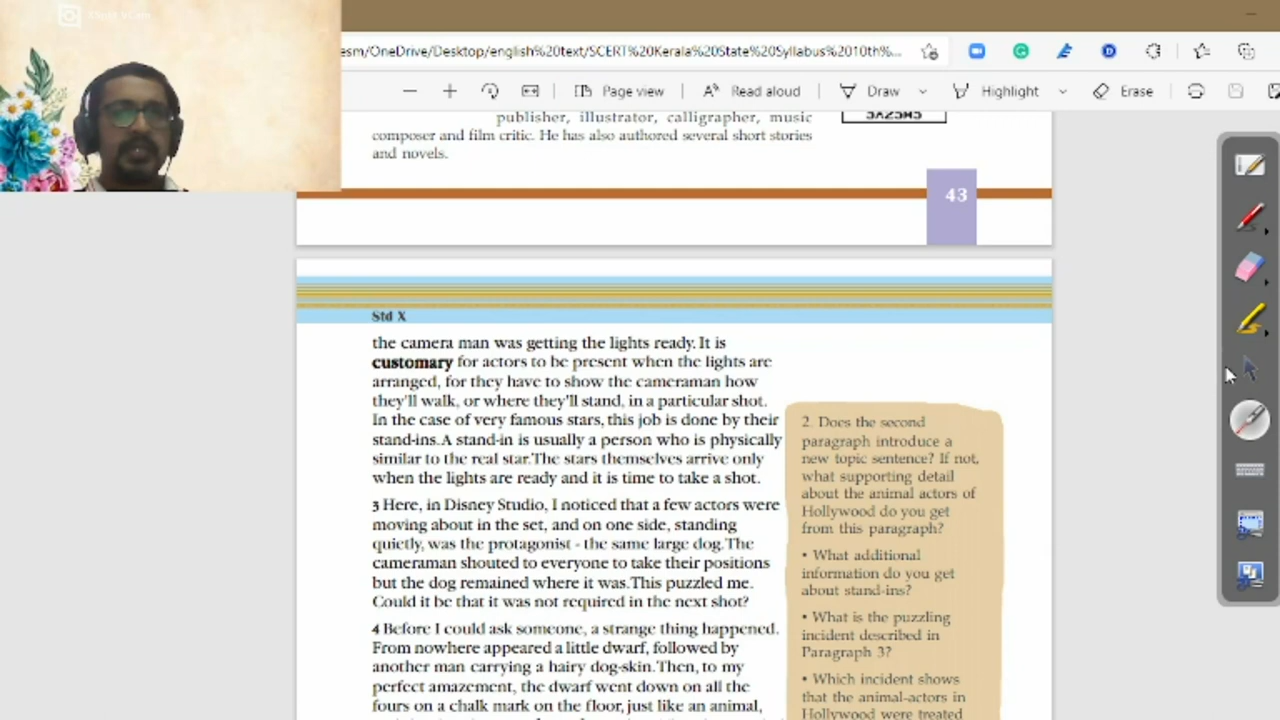 esm/OneDrive/Desktop/english%20text/SCERT%20Kerala%20State%20Syllabus%2010th%...
Page view
Read aloud
Draw
Highlight
Erase
publisher, illustrator, calligrapher, music
composer and film critic. He has also authored several short stories
and novels.
43
Std X
the camera man was getting the lights ready. It is
customary for actors to be present when the lights are
arranged, for they have to show the cameraman how
they'll walk, or where they'll stand, in a particular shot.
In the case of very famous stars, this job is done by their
stand-ins. A stand-in is usually a person who is physically
similar to the real star. The stars themselves arrive only
when the lights are ready and it is time to take a shot.
3 Here, in Disney Studio, I noticed that a few actors were
moving about in the set, and on one side, standing
quietly, was the protagonist - the same large dog. The
cameraman shouted to everyone to take their positions
but the dog remained where it was. This puzzled me.
Could it be that it was not required in the next shot?
4 Before I could ask someone, a strange thing happened.
From nowhere appeared a little dwarf, followed by
another man carrying a hairy dog-skin. Then, to my
perfect amazement, the dwarf went down on all the
fours on a chalk mark on the floor, just like an animal,
2. Does the second
paragraph introduce a
new topic sentence? If not,
what supporting detail
about the animal actors of
Hollywood do you get
from this paragraph?
• What additional
information do you get
about stand-ins?
• What is the puzzling
incident described in
Paragraph 3?
• Which incident shows
that the animal-actors in
Hollywood were treated